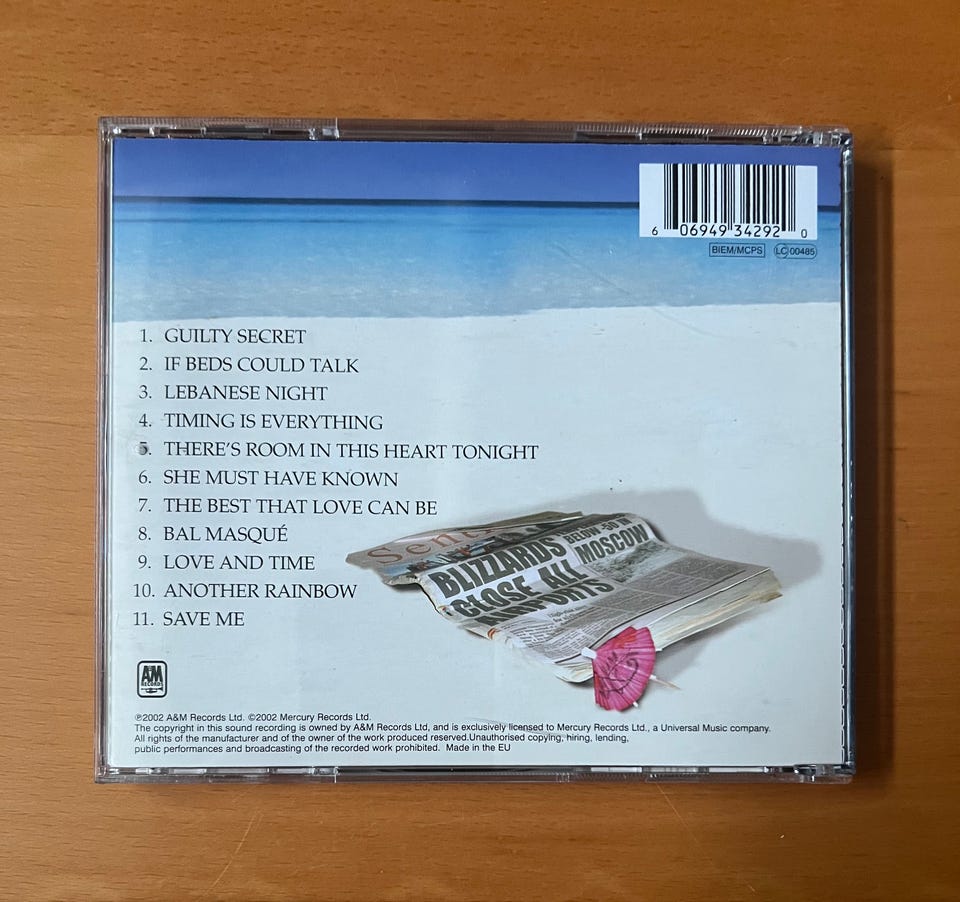 6 06949 34292 0
BIEM/MCPS LC 00485
1. GUILTY SECRET
2. IF BEDS COULD TALK
3. LEBANESE NIGHT
4. TIMING IS EVERYTHING
5. THERE'S ROOM IN THIS HEART TONIGHT
6. SHE MUST HAVE KNOWN
7. THE BEST THAT LOVE CAN BE
8. BAL MASQUÉ
9. LOVE AND TIME
10. ANOTHER RAINBOW
11. SAVE ME
BLIZZARDS
CLOSE ALL
AIRPORTS
BELOW -50 IN
MOSCOW
A&M
RECORDS
℗2002 A&M Records Ltd. ©2002 Mercury Records Ltd.
The copyright in this sound recording is owned by A&M Records Ltd, and is exclusively licensed to Mercury Records Ltd., a Universal Music company.
All rights of the manufacturer and of the owner of the work produced reserved.Unauthorised copying, hiring, lending,
public performances and broadcasting of the recorded work prohibited. Made in the EU